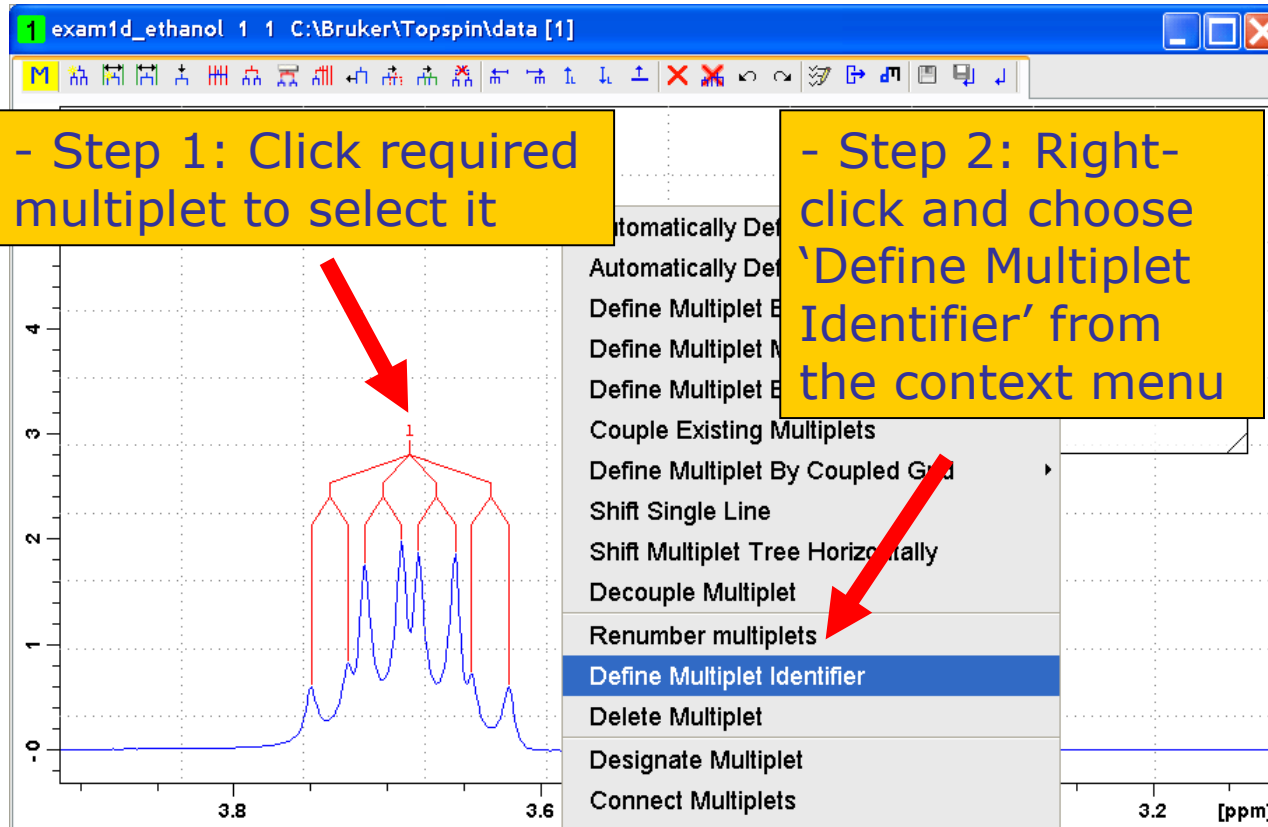 1 exam1d_ethanol 1 1 C:\Bruker\Topspin\data [1]
M
- Step 1: Click required
multiplet to select it
- Step 2: Right-
click and choose
‘Define Multiplet
Identifier’ from
the context menu
Automatically
Define Multiplet
Define Multiplet
Define Multiplet
Couple Existing Multiplets
Define Multiplet By Coupled Grid
Shift Single Line
Shift Multiplet Tree Horizontally
Decouple Multiplet
Renumber multiplets
Define Multiplet Identifier
Delete Multiplet
Designate Multiplet
Connect Multiplets
1
4
3
2
1
-0
3.8
3.6
3.2
[ppm]